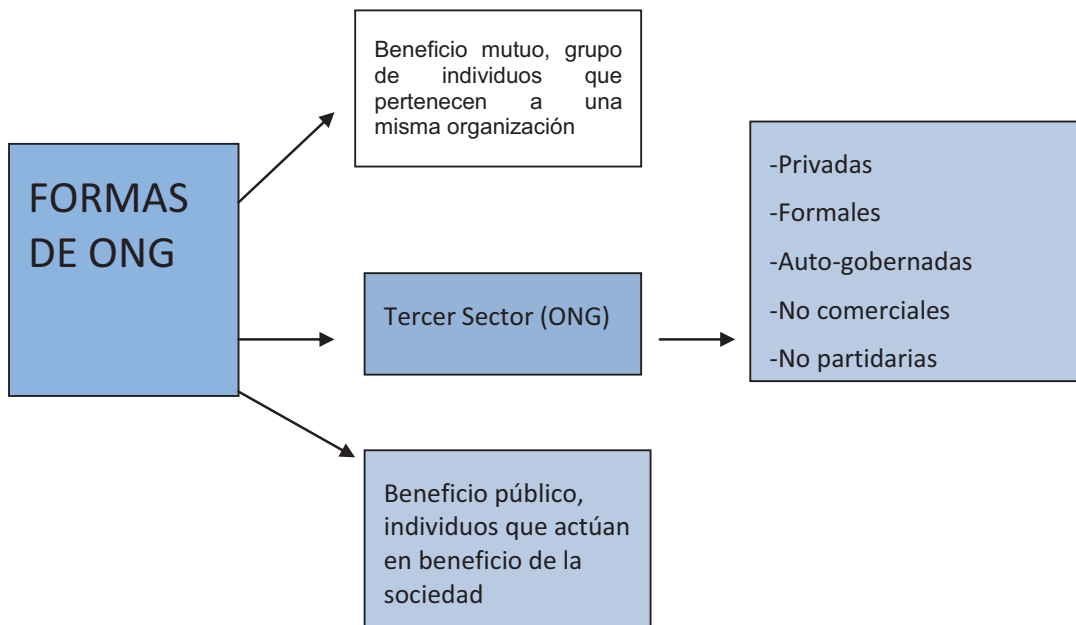 FORMAS
DE ONG
Beneficio mutuo, grupo
de individuos que
pertenecen a una
misma organización
Tercer Sector (ONG)
Beneficio público,
individuos que actúan
en beneficio de la
sociedad
-Privadas
-Formales
-Auto-gobernadas
-No comerciales
-No partidarias